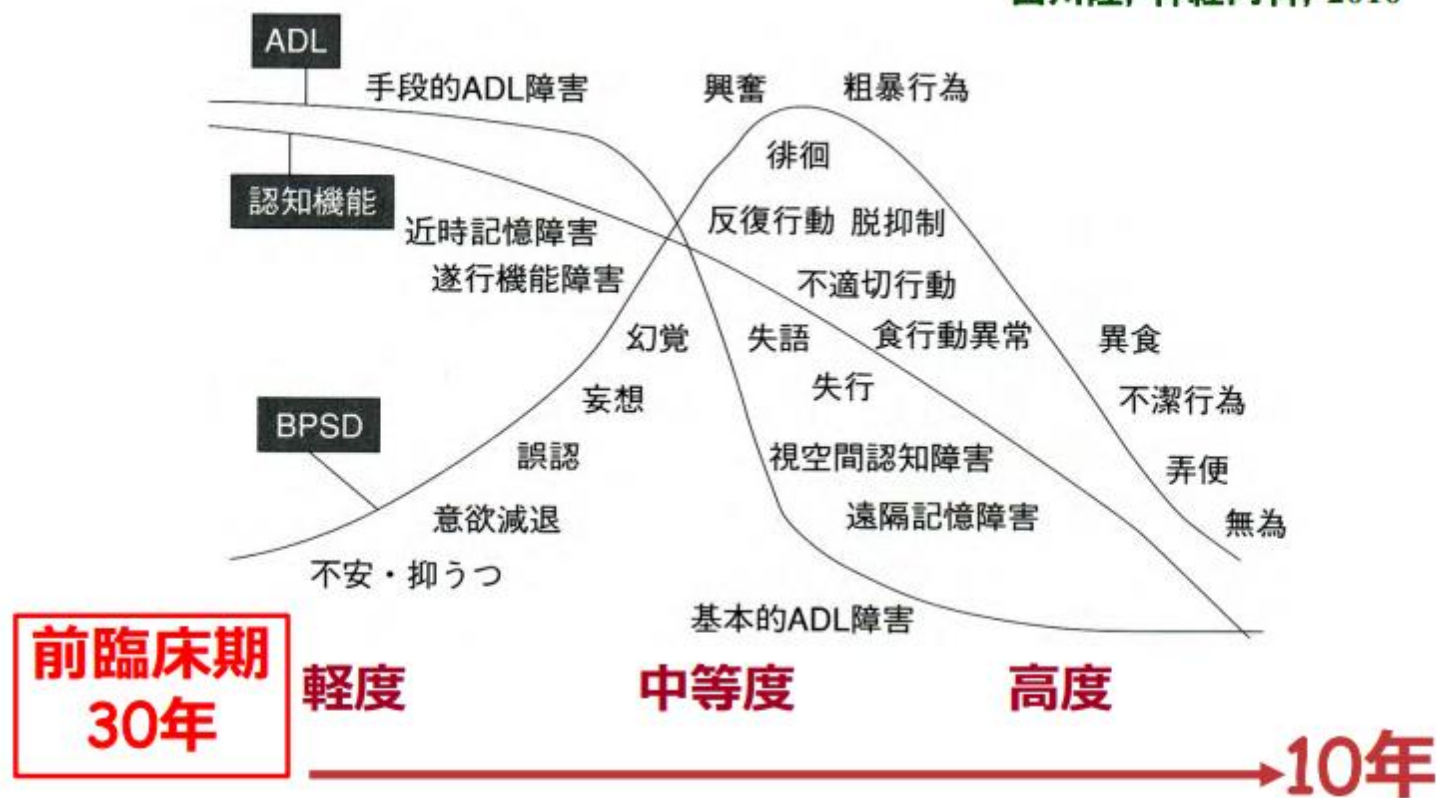 ADL
手段的ADL障害
興奮 粗暴行為
徘徊
認知機能
近時記憶障害
反復行動 脱抑制
遂行機能障害
不適切行動
幻覚 失語 食行動異常 異食
妄想 失行 不潔行為
BPSD
誤認 視空間認知障害 弄便
意欲減退 遠隔記憶障害 無為
不安・抑うつ
基本的ADL障害
前臨床期
30年
軽度 中等度 高度
10年